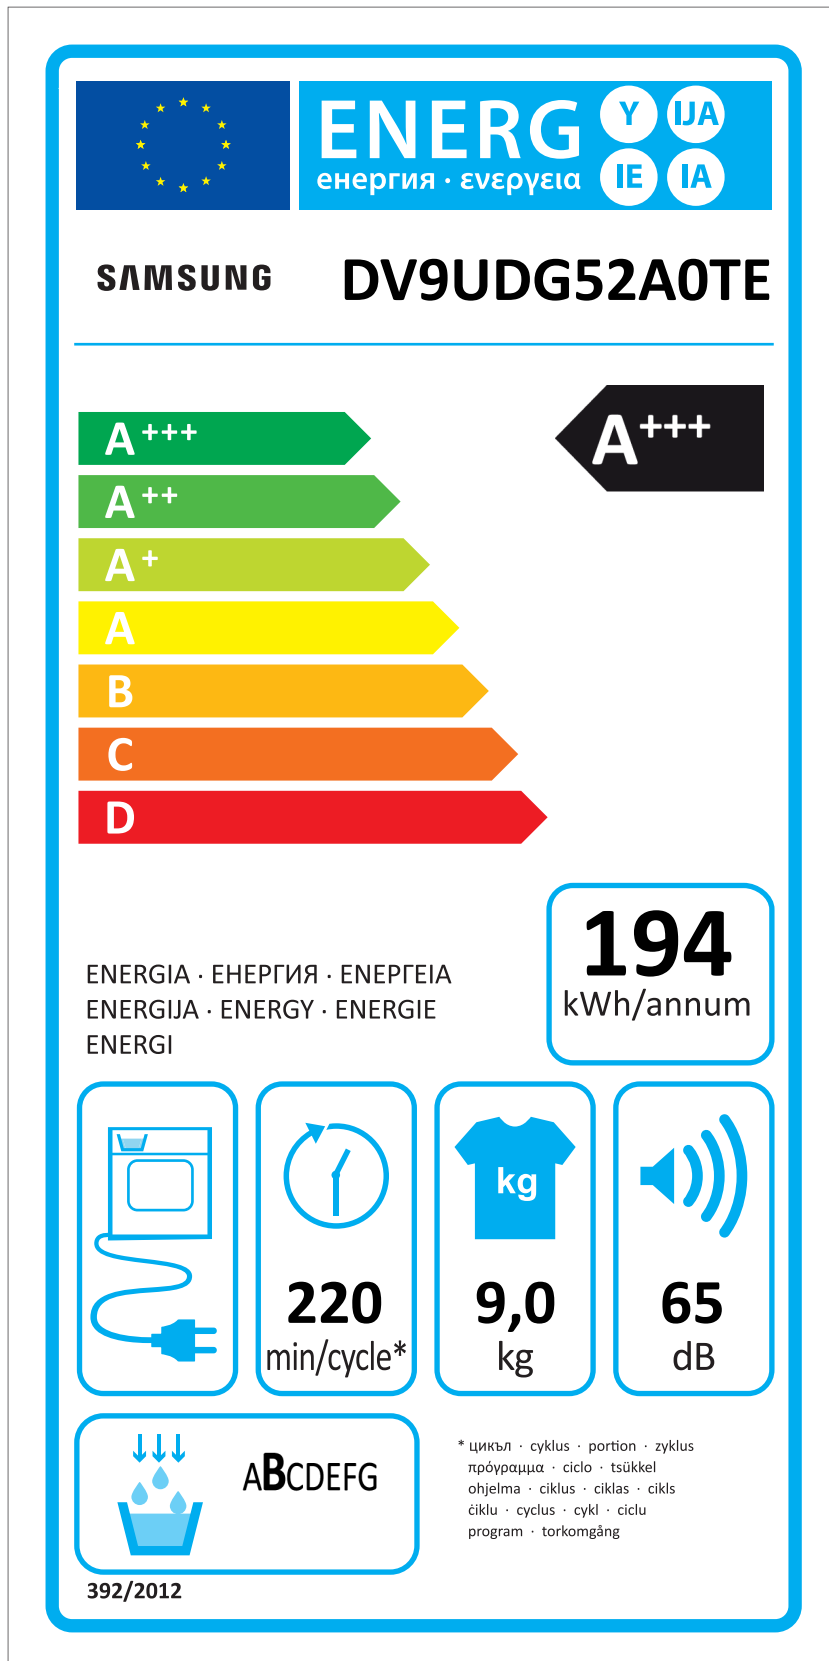 ENERG Y IJA
енергия · ενεργεια IE IA
SAMSUNG DV9UDG52A0TE
A+++ A+++
A++
A+
A
B
C
D
194
kWh/annum
ENERGIA · ЕНЕРГИЯ · ΕΝΕΡΓΕΙΑ
ENERGIJA · ENERGY · ENERGIE
ENERGI
kg
220
min/cycle*
9,0
kg
65
dB
ABCDEFG
* цикъл · cyklus · portion · zyklus
πρόγραμμα · ciclo · tsükkel
ohjelma · ciklus · ciklas · cikls
ċiklu · cyclus · cykl · ciclu
program · torkomgång
392/2012